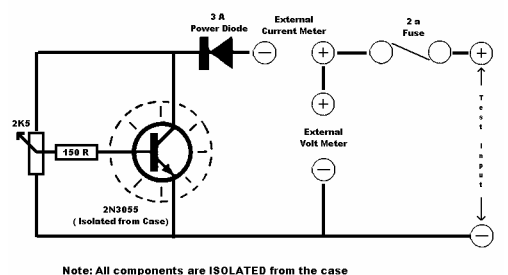 3 A
Power Diode
External
Current Meter
2 a
Fuse
2K5
150 R
Test Input
External
Volt Meter
2N3055
( Isolated from Case)
Note: All components are ISOLATED from the case